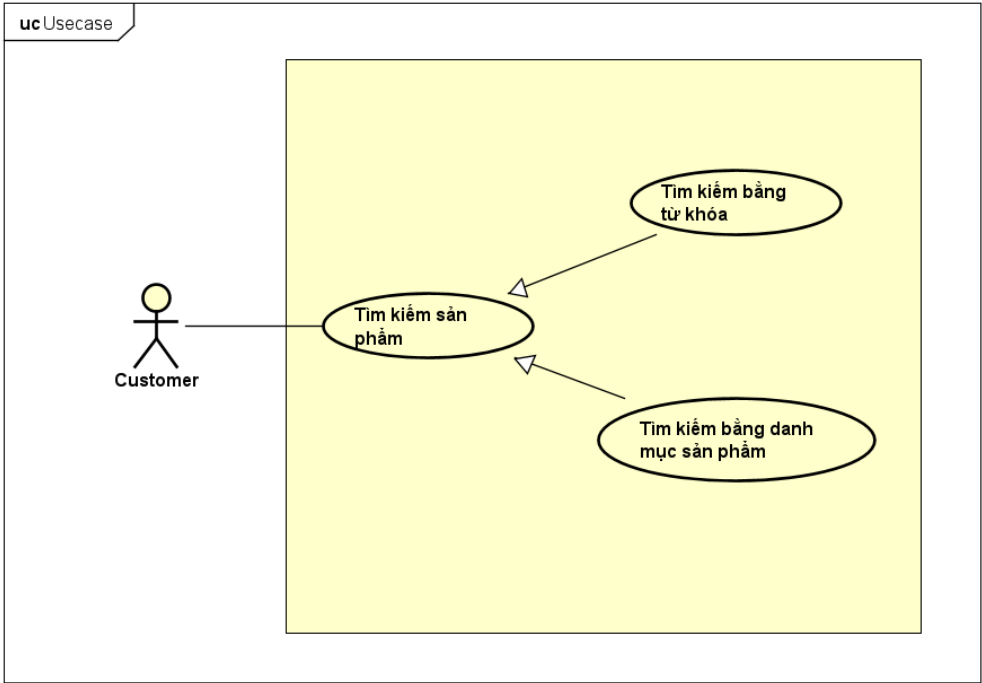 uc Usecase
Tìm kiếm bằng
từ khóa
Tìm kiếm sản
phẩm
Customer
Tìm kiếm bằng danh
mục sản phẩm